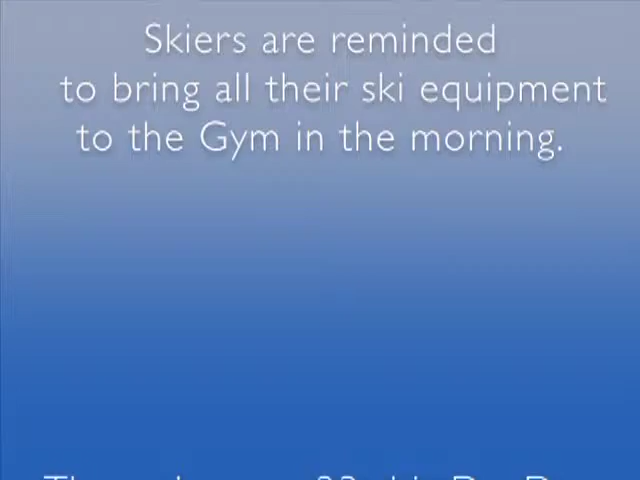 Skiers are reminded
to bring all their ski equipment
to the Gym in the morning.